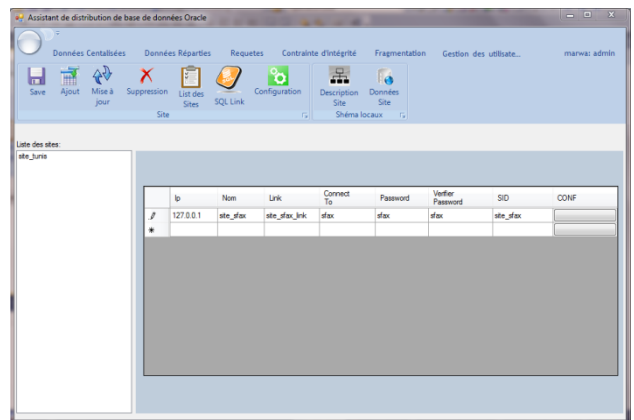 Assistant de distribution de base de données Oracle
Données Centalisées Données Réparties Requetes Contrainte d'Intégrité Fragmentation Gestion des utilisate... marwa: admin
Save Ajout Mise à jour Suppression List des Sites SQL Link Configuration Description Site Données Site
Site Shéma locaux
Liste des sites:
site_tunis
Ip Nom Link Connect To Password Verifier Password SID CONF
127.0.0.1 site_sfax site_sfax_link sfax sfax sfax site_sfax